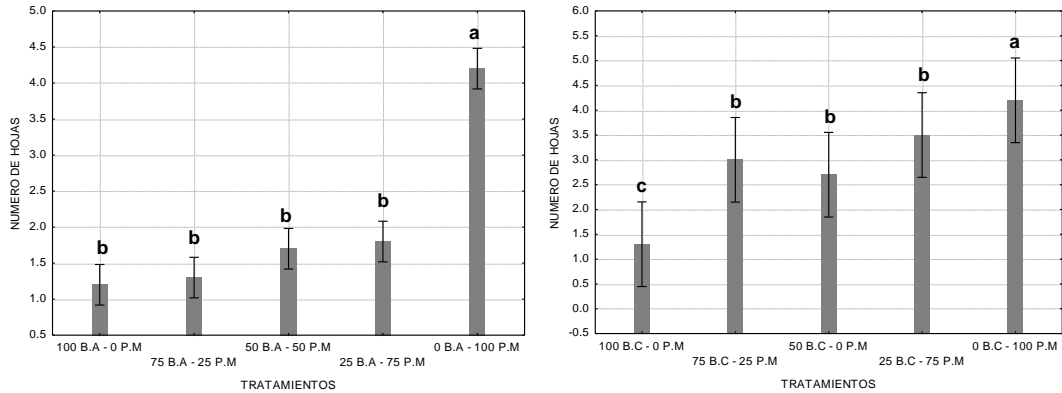 5.0
4.5
4.0
3.5
3.0
2.5
2.0
1.5
1.0
0.5
NUMERO DE HOJAS
b
b
b
b
a
100 B.A - 0 P.M
75 B.A - 25 P.M
50 B.A - 50 P.M
25 B.A - 75 P.M
0 B.A - 100 P.M
TRATAMIENTOS
6.0
5.5
5.0
4.5
4.0
3.5
3.0
2.5
2.0
1.5
1.0
0.5
0.0
-0.5
NUMERO DE HOJAS
c
b
b
b
a
100 B.C - 0 P.M
75 B.C - 25 P.M
50 B.C - 0 P.M
25 B.C - 75 P.M
0 B.C - 100 P.M
TRATAMIENTOS